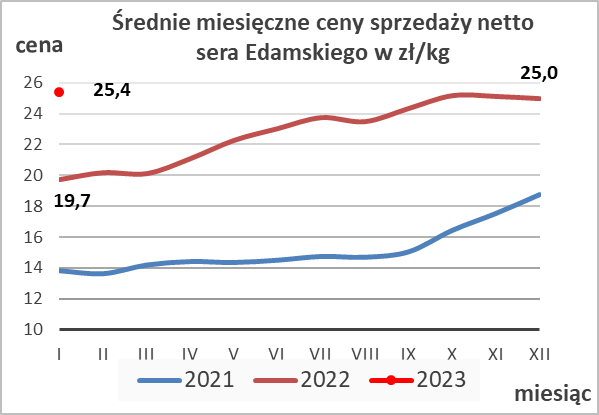 Średnie miesięczne ceny sprzedaży netto
sera Edamskiego w zł/kg
cena
26
24
22
20
18
16
14
12
10
25,4
25,0
19,7
I II III IV V VI VII VIII IX X XI XII
2021 2022 2023
miesiąc